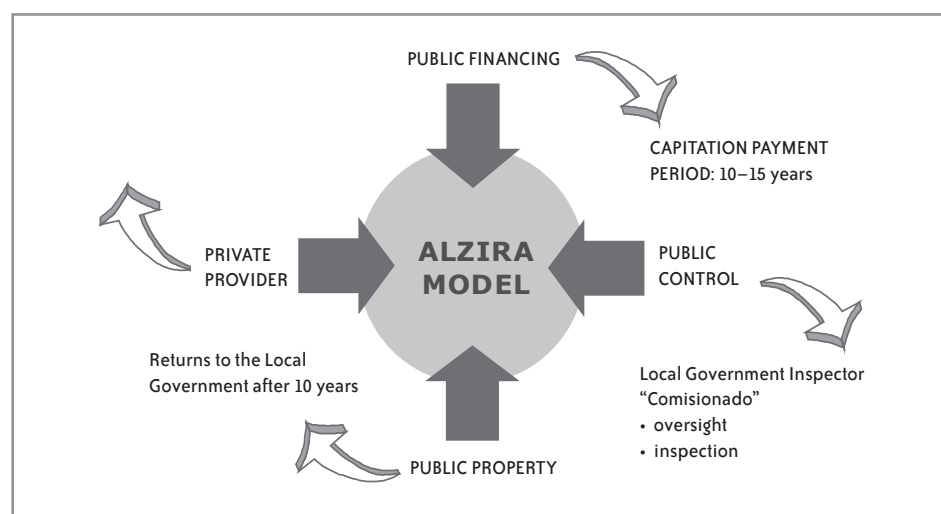 PUBLIC FINANCING
CAPITATION PAYMENT
PERIOD: 10–15 years
PRIVATE
PROVIDER
ALZIRA
MODEL
PUBLIC
CONTROL
Returns to the Local
Government after 10 years
Local Government Inspector
“Comisionado”
• oversight
• inspection
PUBLIC PROPERTY